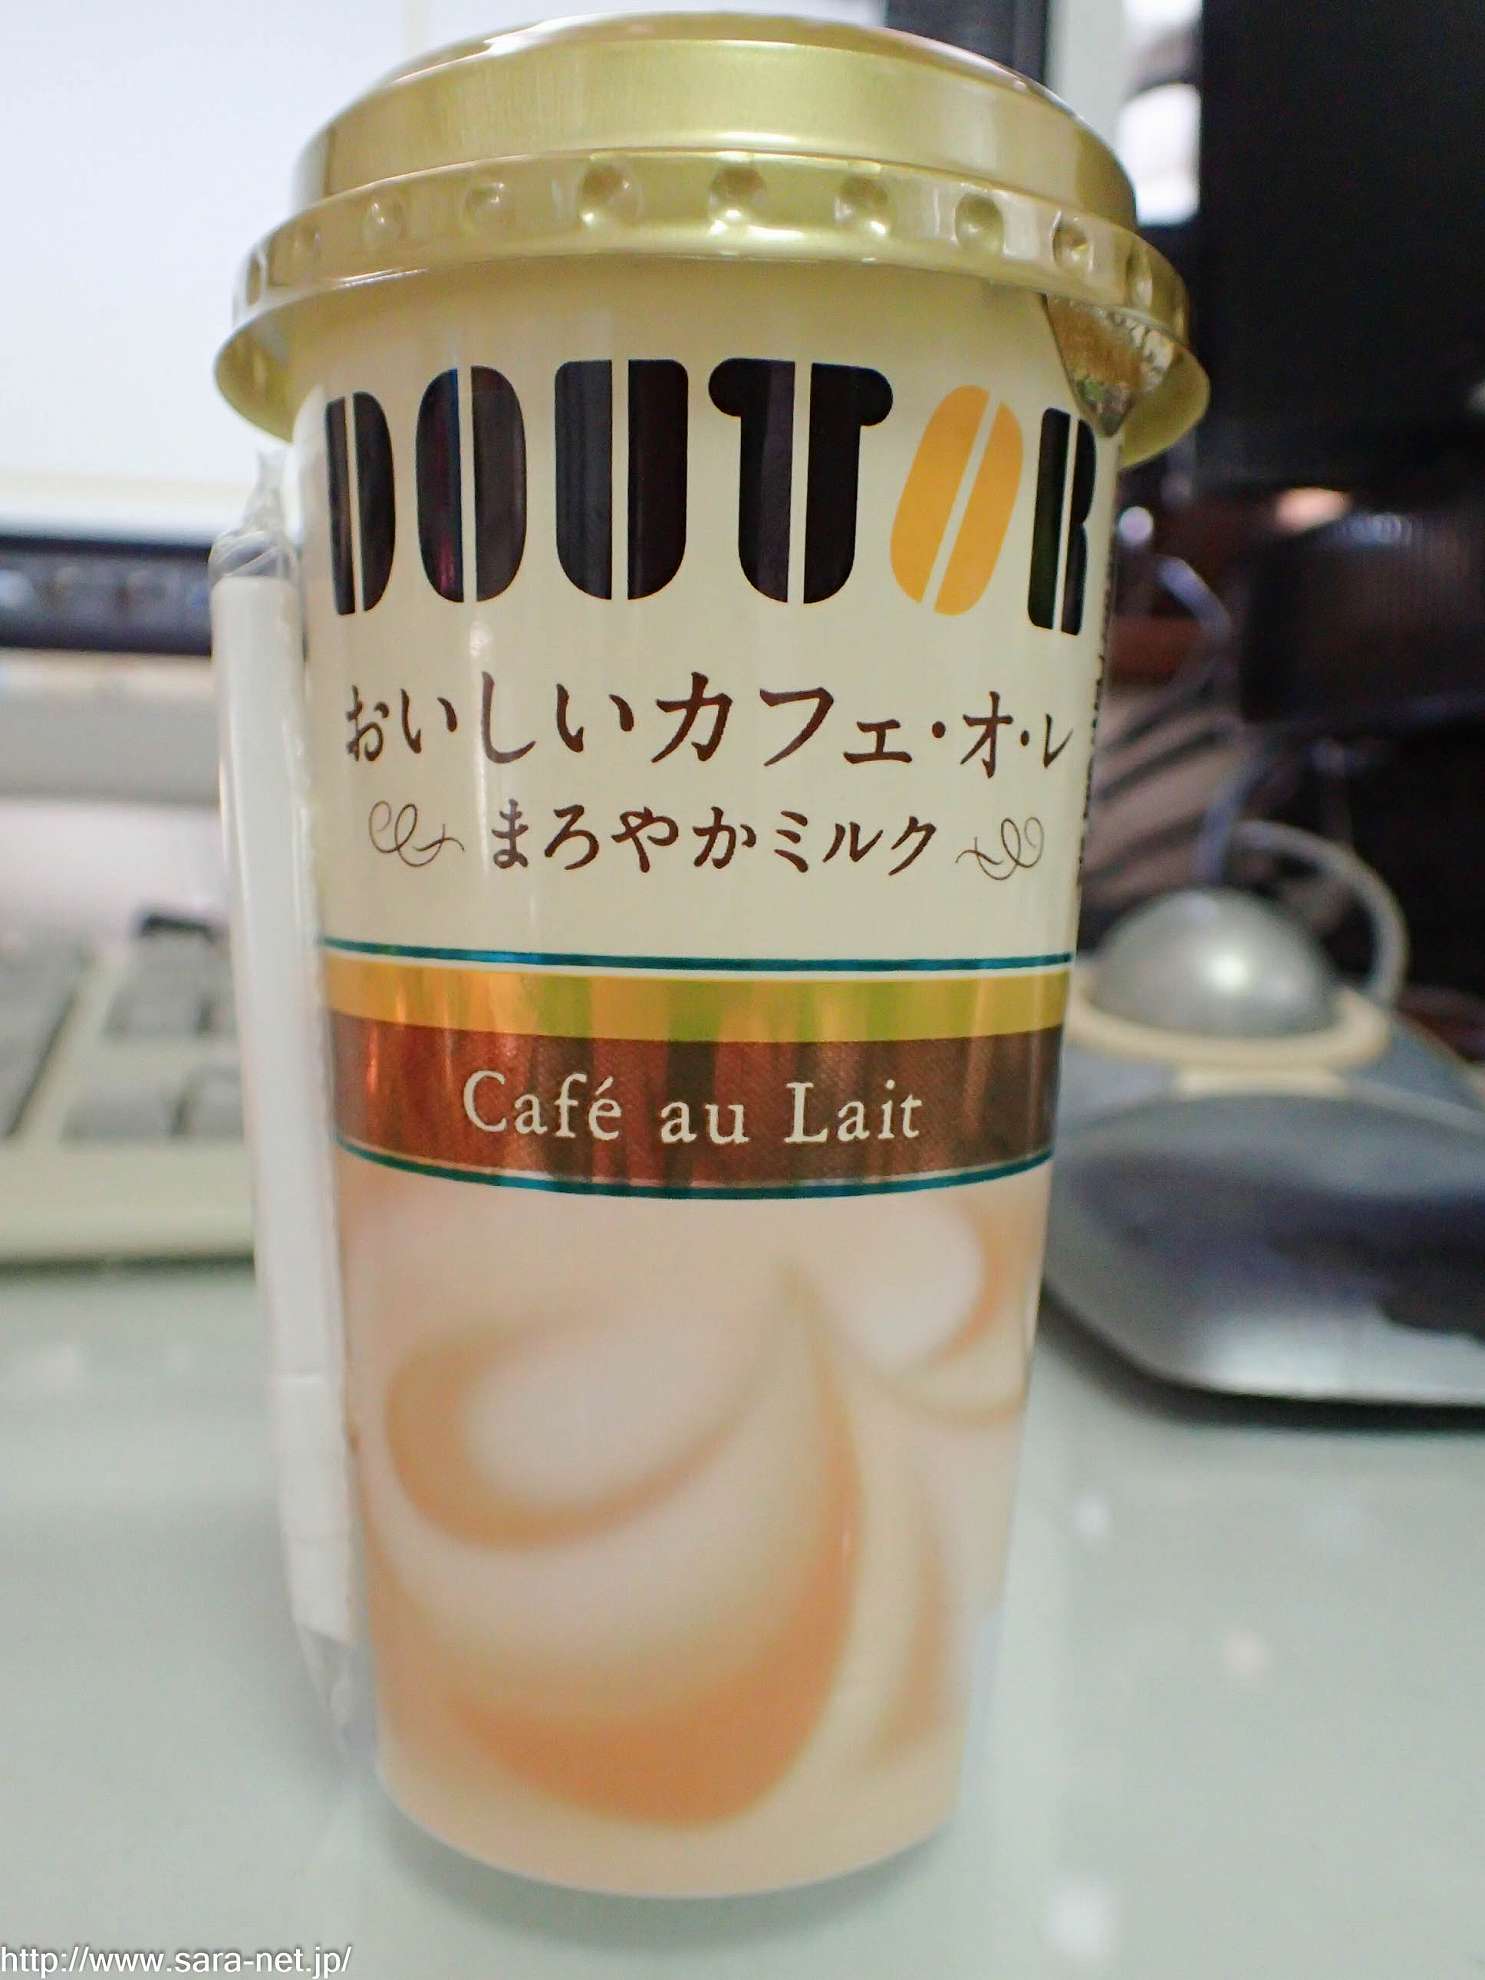 DOUTOR
おいしいカフェ・オ・レ
まろやかミルク
Café au Lait
http://www.sara-net.jp/